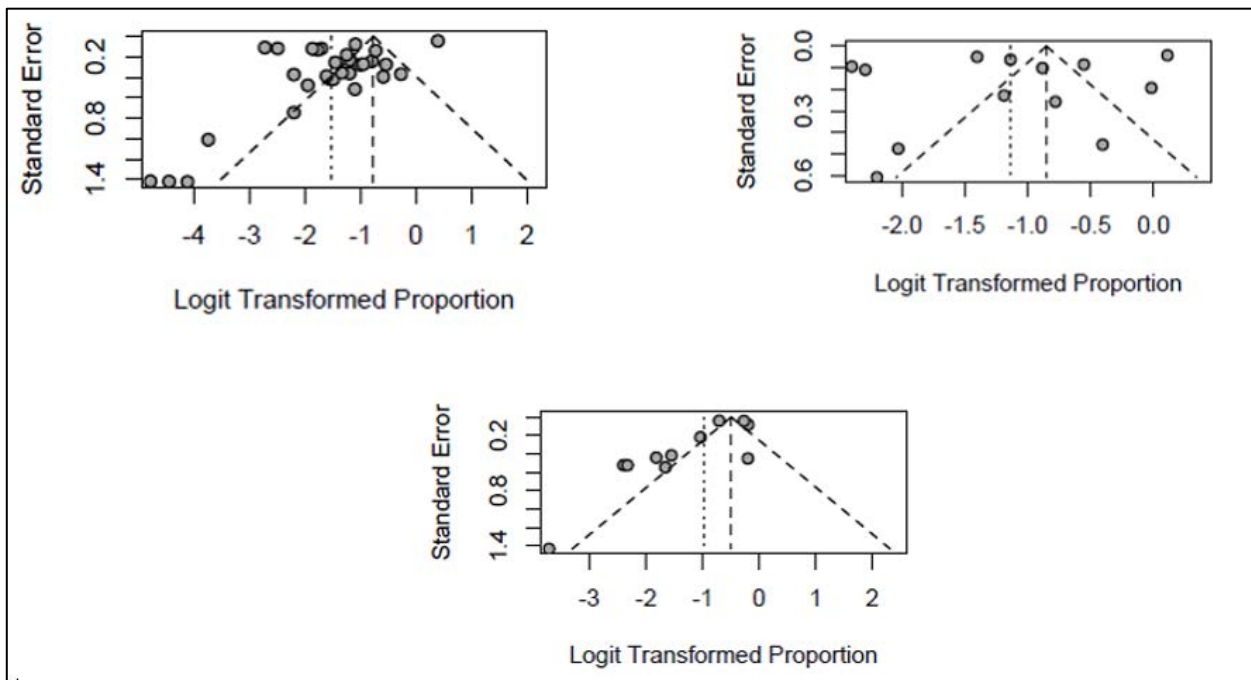 Standard Error
0.2
0.8
1.4
-4 -3 -2 -1 0 1 2
Logit Transformed Proportion
Standard Error
0.0
0.3
0.6
-2.0 -1.5 -1.0 -0.5 0.0
Logit Transformed Proportion
Standard Error
0.2
0.8
1.4
-3 -2 -1 0 1 2
Logit Transformed Proportion